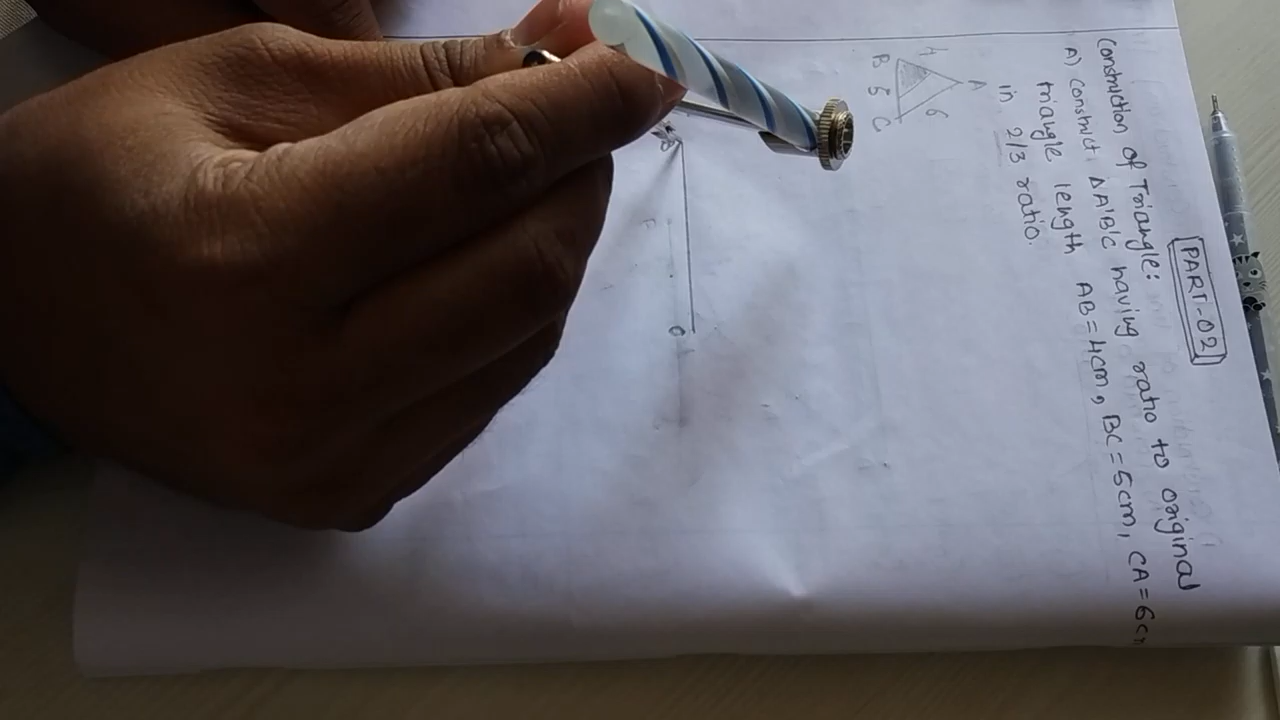 PART-02
Construction of Triangle:
A) Construct ΔA'B'C having ratio to original
triangle length AB=4cm, BC=5cm, CA=6c
in 2/3 ratio.
A
4
6
B
5
C
B
C